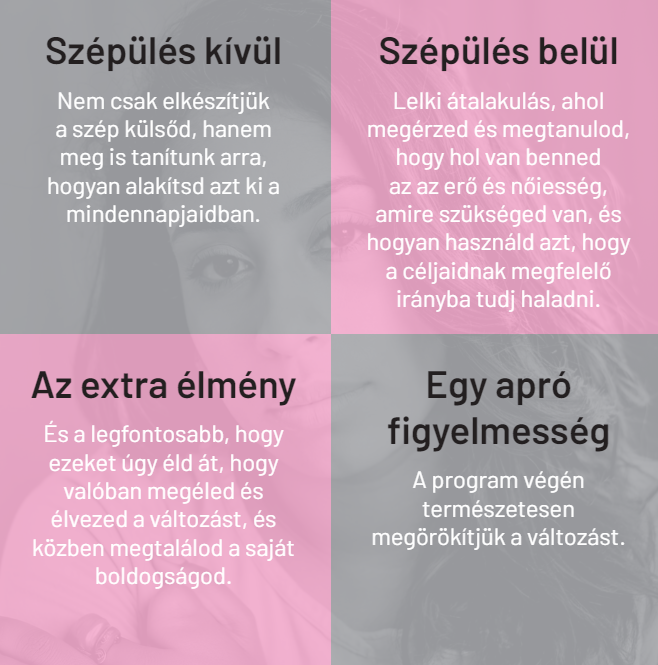 Szépülés kívül
Nem csak elkészítjük
a szép külsőd, hanem
meg is tanítunk arra,
hogyan alakítsd azt ki a
mindennapjaidban.
Szépülés belül
Lelki átalakulás, ahol
megérzed és megtanulod,
hogy hol van benned
az az erő és nőiesség,
amire szükséged van, és
hogyan használd azt, hogy
a céljaidnak megfelelő
irányba tudj haladni.
Az extra élmény
És a legfontosabb, hogy
ezeket úgy éld át, hogy
valóban megéled és
élvezed a változást, és
közben megtalálod a saját
boldogságod.
Egy apró
figyelmesség
A program végén
természetesen
megörökítjük a változást.